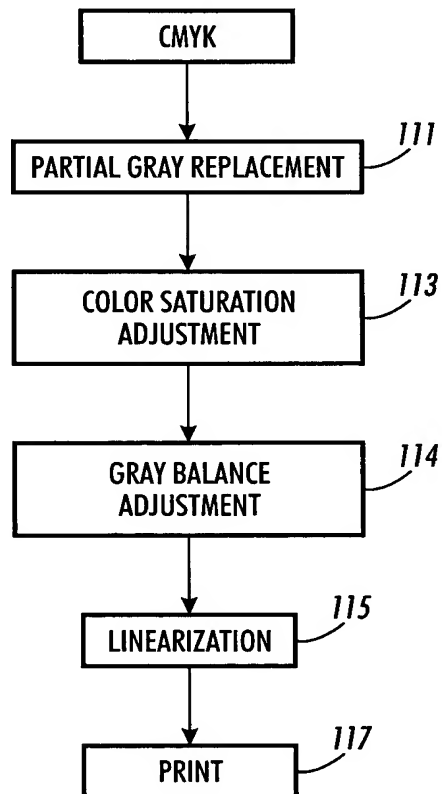 CMYK
111
PARTIAL GRAY REPLACEMENT
113
COLOR SATURATION
ADJUSTMENT
114
GRAY BALANCE
ADJUSTMENT
115
LINEARIZATION
117
PRINT